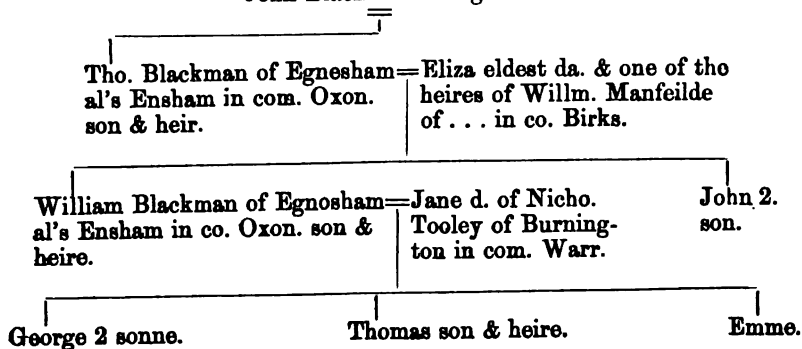 Tho. Blackman of Egnesham=Eliza eldest da. & one of tho
al's Ensham in com. Oxon. heires of Willm. Manfeilde
son & heir. of . . . in co. Birks.
William Blackman of Egnosham=Jane d. of Nicho. John 2.
al's Ensham in co. Oxon. son & Tooley of Burning- son.
heire. ton in com. Warr.
George 2 sonne. Thomas son & heire. Emme.